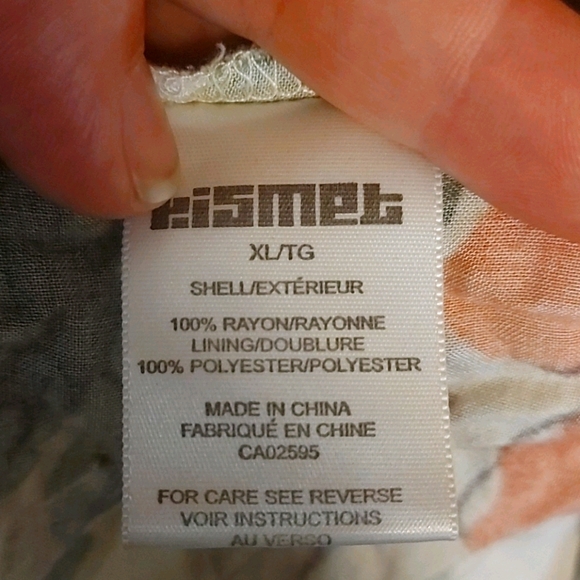 kismet
XL/TG
SHELL/EXTÉRIEUR
100% RAYON/RAYONNE
LINING/DOUBLURE
100% POLYESTER/POLYESTER
MADE IN CHINA
FABRIQUÉ EN CHINE
CA02595
FOR CARE SEE REVERSE
VOIR INSTRUCTIONS
AU VERSO